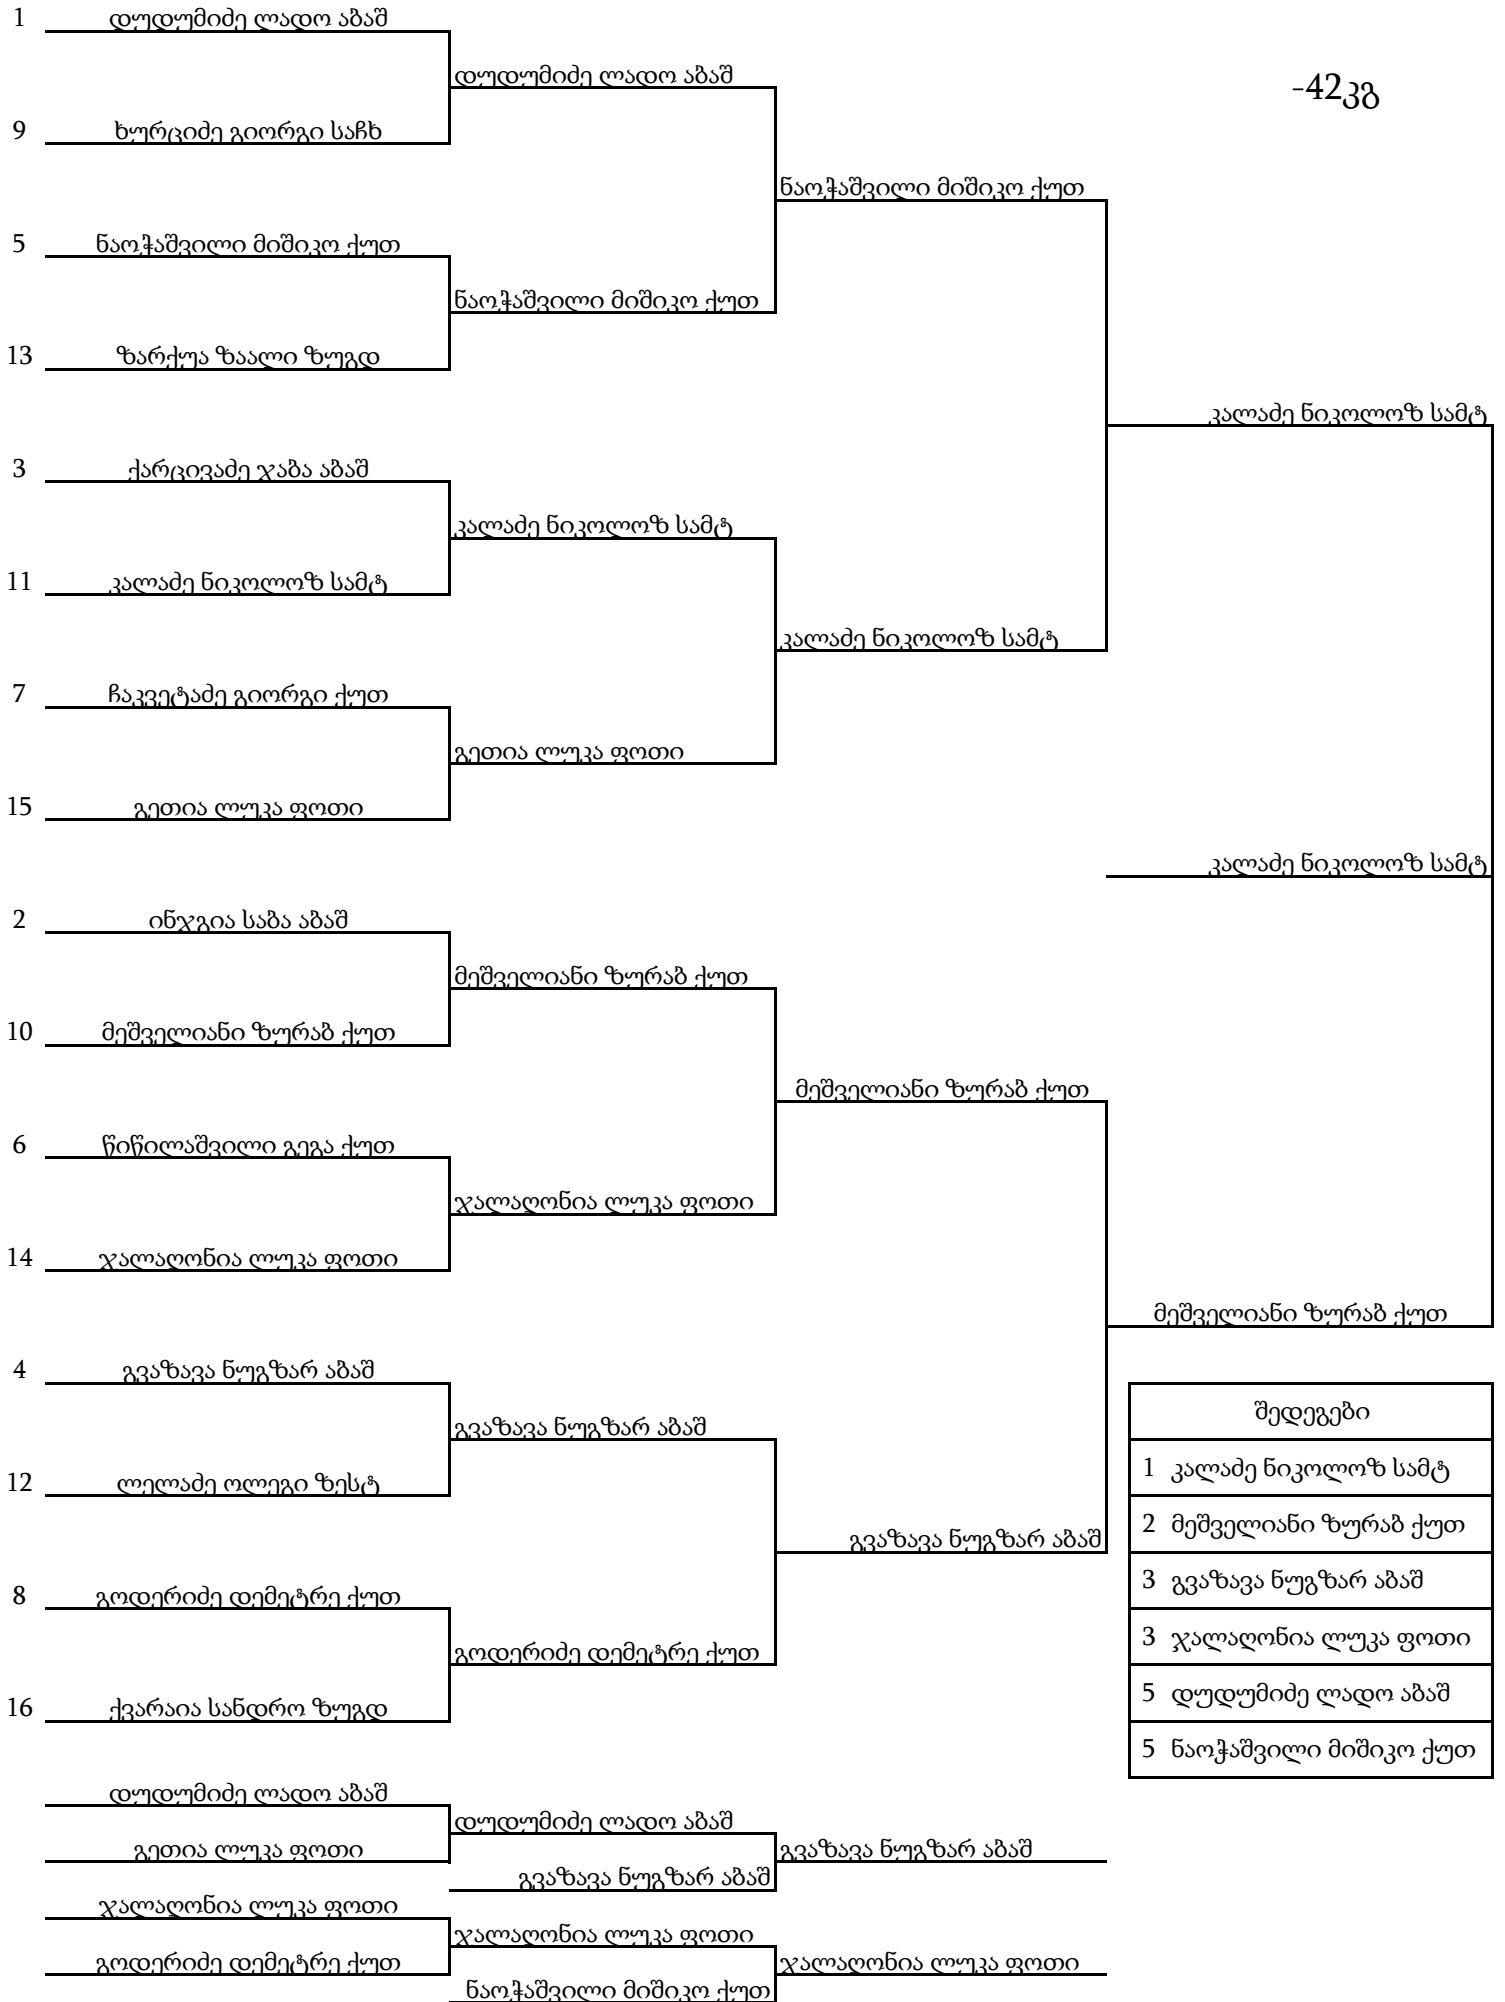 1 დუდუმიძე ლადო აბაშ
დუდუმიძე ლადო აბაშ
-42კგ
9 ხურციძე გიორგი საჩხ
ნაოჭაშვილი მიშიკო ქუთ
5 ნაოჭაშვილი მიშიკო ქუთ
ნაოჭაშვილი მიშიკო ქუთ
13 ზარქუა ზაალი ზუგდ
კალაძე ნიკოლოზ სამტ
3 ქარცივაძე ჯაბა აბაშ
კალაძე ნიკოლოზ სამტ
11 კალაძე ნიკოლოზ სამტ
კალაძე ნიკოლოზ სამტ
7 ჩაკვეტაძე გიორგი ქუთ
გეთია ლუკა ფოთი
15 გეთია ლუკა ფოთი
კალაძე ნიკოლოზ სამტ
2 ინჯგია საბა აბაშ
მეშველიანი ზურაბ ქუთ
10 მეშველიანი ზურაბ ქუთ
მეშველიანი ზურაბ ქუთ
6 წიწილაშვილი გეგა ქუთ
ჯალაღონია ლუკა ფოთი
14 ჯალაღონია ლუკა ფოთი
მეშველიანი ზურაბ ქუთ
4 გვაზავა ნუგზარ აბაშ
გვაზავა ნუგზარ აბაშ
12 ლელაძე ოლეგი ზესტ
გვაზავა ნუგზარ აბაშ
8 გოდერიძე დემეტრე ქუთ
გოდერიძე დემეტრე ქუთ
16 ქვარაია სანდრო ზუგდ
შედეგები
1 კალაძე ნიკოლოზ სამტ
2 მეშველიანი ზურაბ ქუთ
3 გვაზავა ნუგზარ აბაშ
3 ჯალაღონია ლუკა ფოთი
5 დუდუმიძე ლადო აბაშ
5 ნაოჭაშვილი მიშიკო ქუთ
დუდუმიძე ლადო აბაშ
დუდუმიძე ლადო აბაშ
გეთია ლუკა ფოთი
გვაზავა ნუგზარ აბაშ
გვაზავა ნუგზარ აბაშ
ჯალაღონია ლუკა ფოთი
ჯალაღონია ლუკა ფოთი
გოდერიძე დემეტრე ქუთ
ჯალაღონია ლუკა ფოთი
ნაოჭაშვილი მიშიკო ქუთ